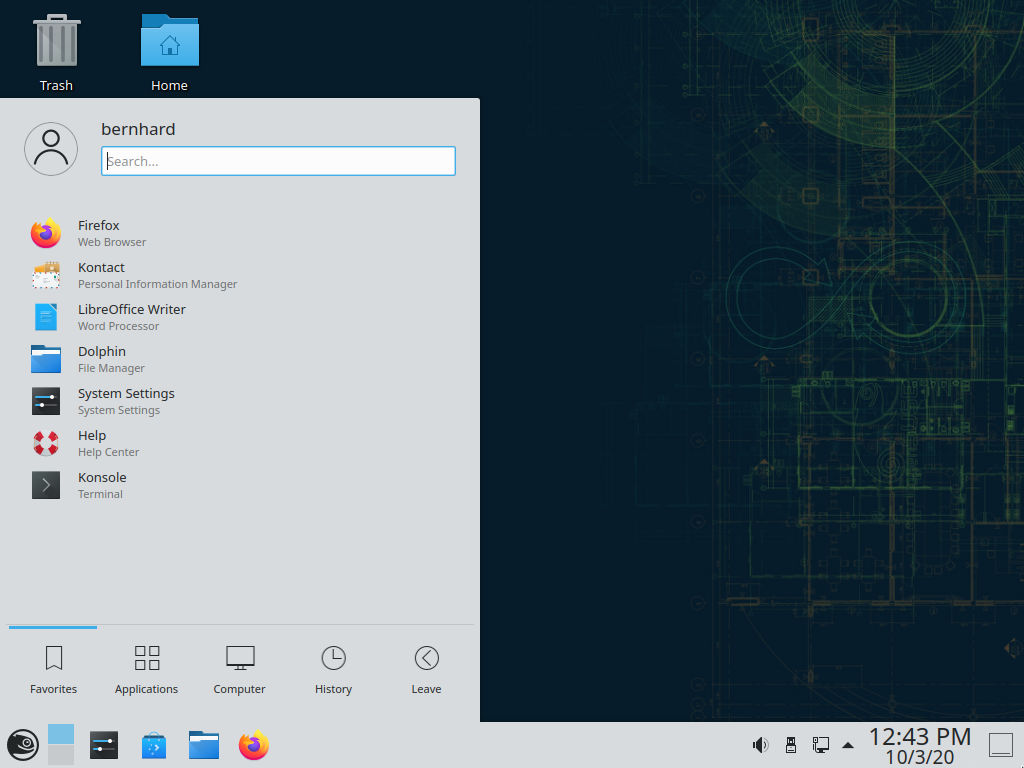 Trash
Home
bernhard
Search...
Firefox
Web Browser
Kontact
Personal Information Manager
LibreOffice Writer
Word Processor
Dolphin
File Manager
System Settings
System Settings
Help
Help Center
Konsole
Terminal
Favorites
Applications
Computer
History
Leave
12:43 PM
10/3/20